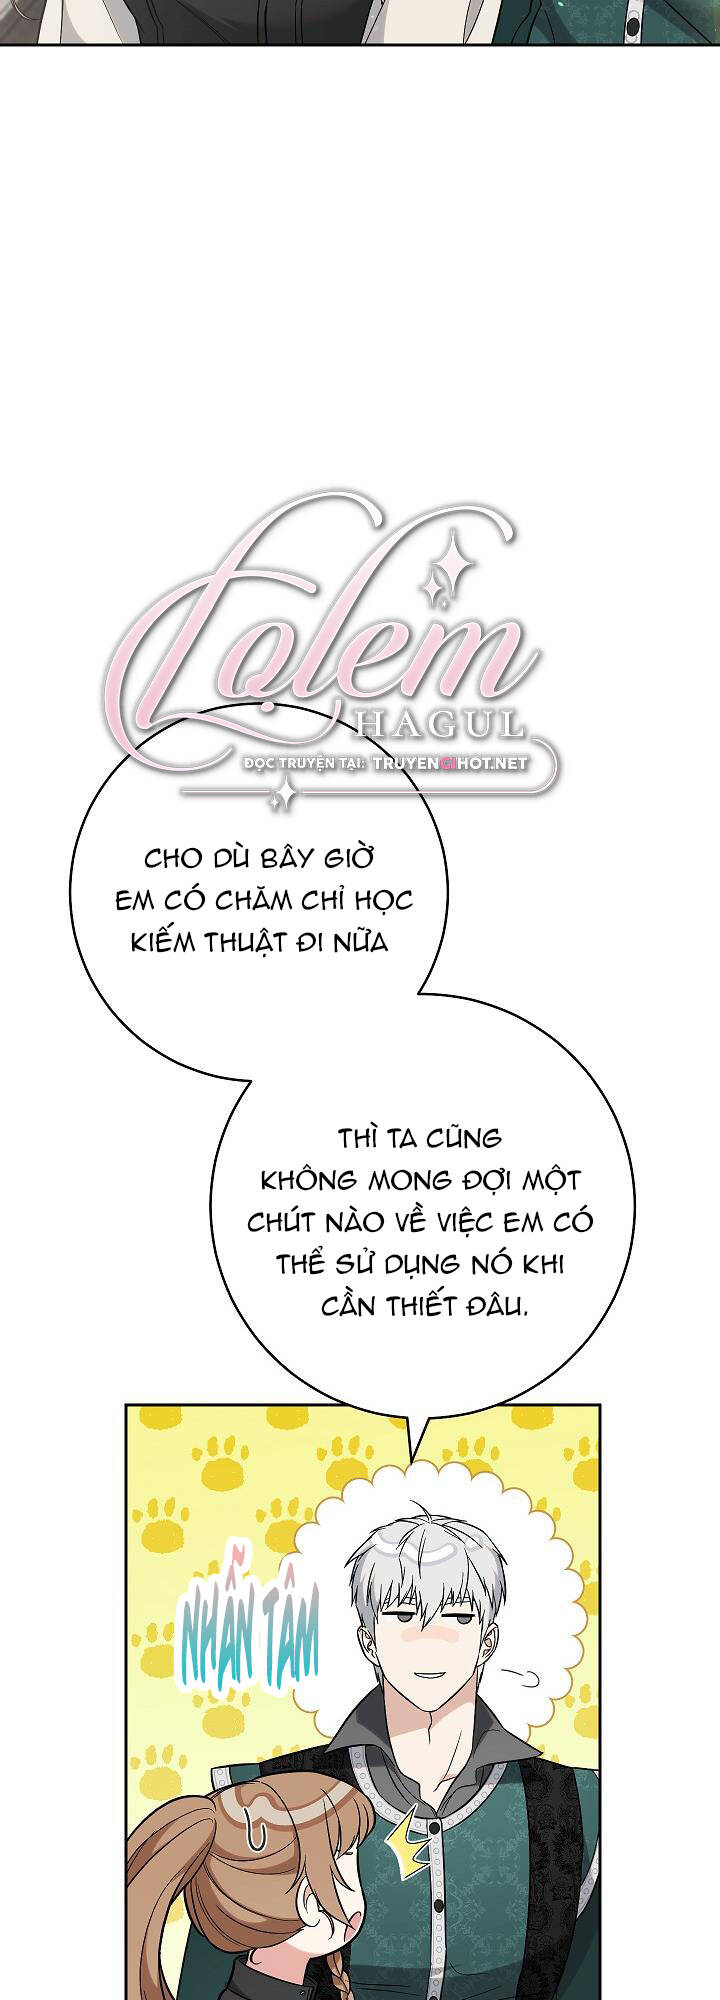 Lọlem
HAGUL
ĐỌC TRUYỆN TẠI: TRUYENGIHOT.NET
CHO DÙ BÂY GIỜ
EM CÓ CHĂM CHỈ HỌC
KIẾM THUẬT ĐI NỮA
THÌ TA CŨNG
KHÔNG MONG ĐỢI MỘT
CHÚT NÀO VỀ VIỆC EM CÓ
THỂ SỬ DỤNG NÓ KHI
CẦN THIẾT ĐÂU.
NHẪN TÂM